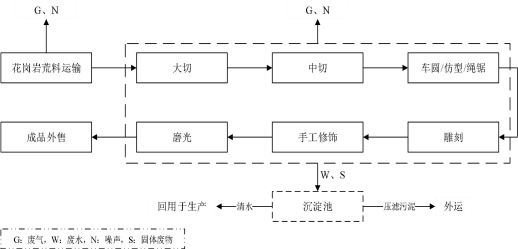 G、N
G、N
花岗岩荒料运输
大切
中切
车圆/仿型/绳锯
成品外售
磨光
手工修饰
雕刻
W、S
回用于生产
清水
沉淀池
压滤污泥
外运
G：废气，W：废水，N：噪声，S：固体废物